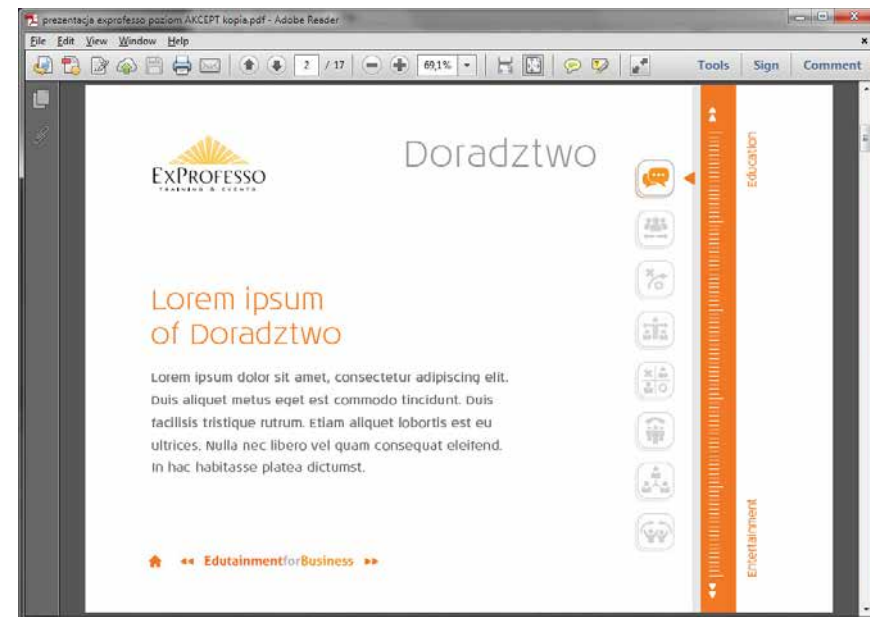 prezentacja exprofesso poziom AKCEPT kopia.pdf - Adobe Reader
File Edit View Window Help
2 / 17 69,1% Tools Sign Comment
Doradztwo
EXPROFESSO
TRAINING & EVENTS
Lorem ipsum
of Doradztwo
Lorem ipsum dolor sit amet, consectetur adipiscing elit.
Duis aliquet metus eget est commodo tincidunt. Duis
facilisis tristique rutrum. Etiam aliquet lobortis est eu
ultrices. Nulla nec libero vel quam consequat eleifend.
In hac habitasse platea dictumst.
EdutainmentforBusiness
Education
Entertainment